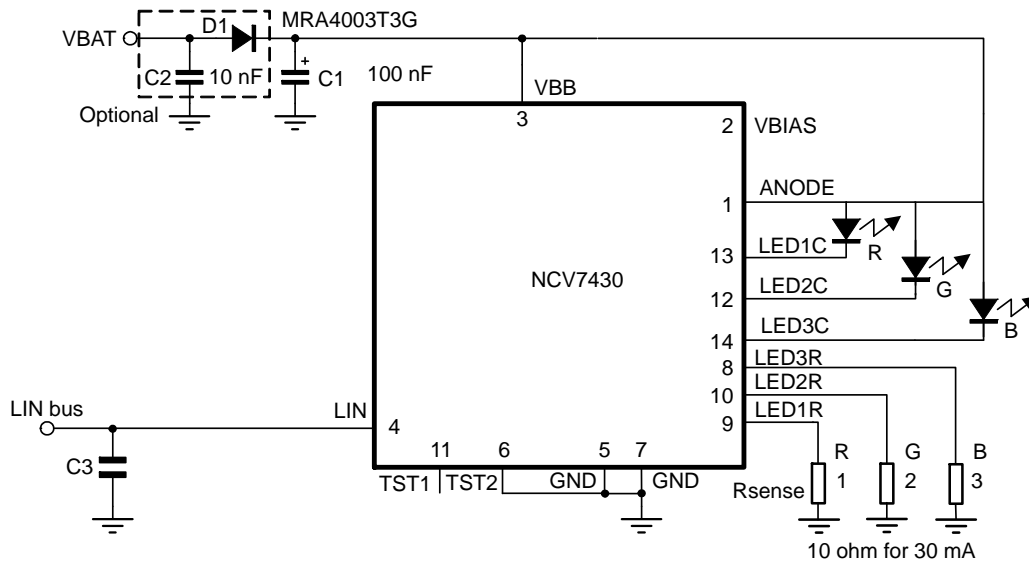 D1
MRA4003T3G
VBAT
C2
10 nF
+
C1
100 nF
Optional
VBB
3
2
VBIAS
ANODE
1
LED1C
13
R
NCV7430
LED2C
12
G
LED3C
14
B
LED3R
8
LED2R
10
LED1R
9
LIN bus
LIN
4
C3
11
6
5
7
TST1
TST2
GND
GND
Rsense
R
1
G
2
B
3
10 ohm for 30 mA